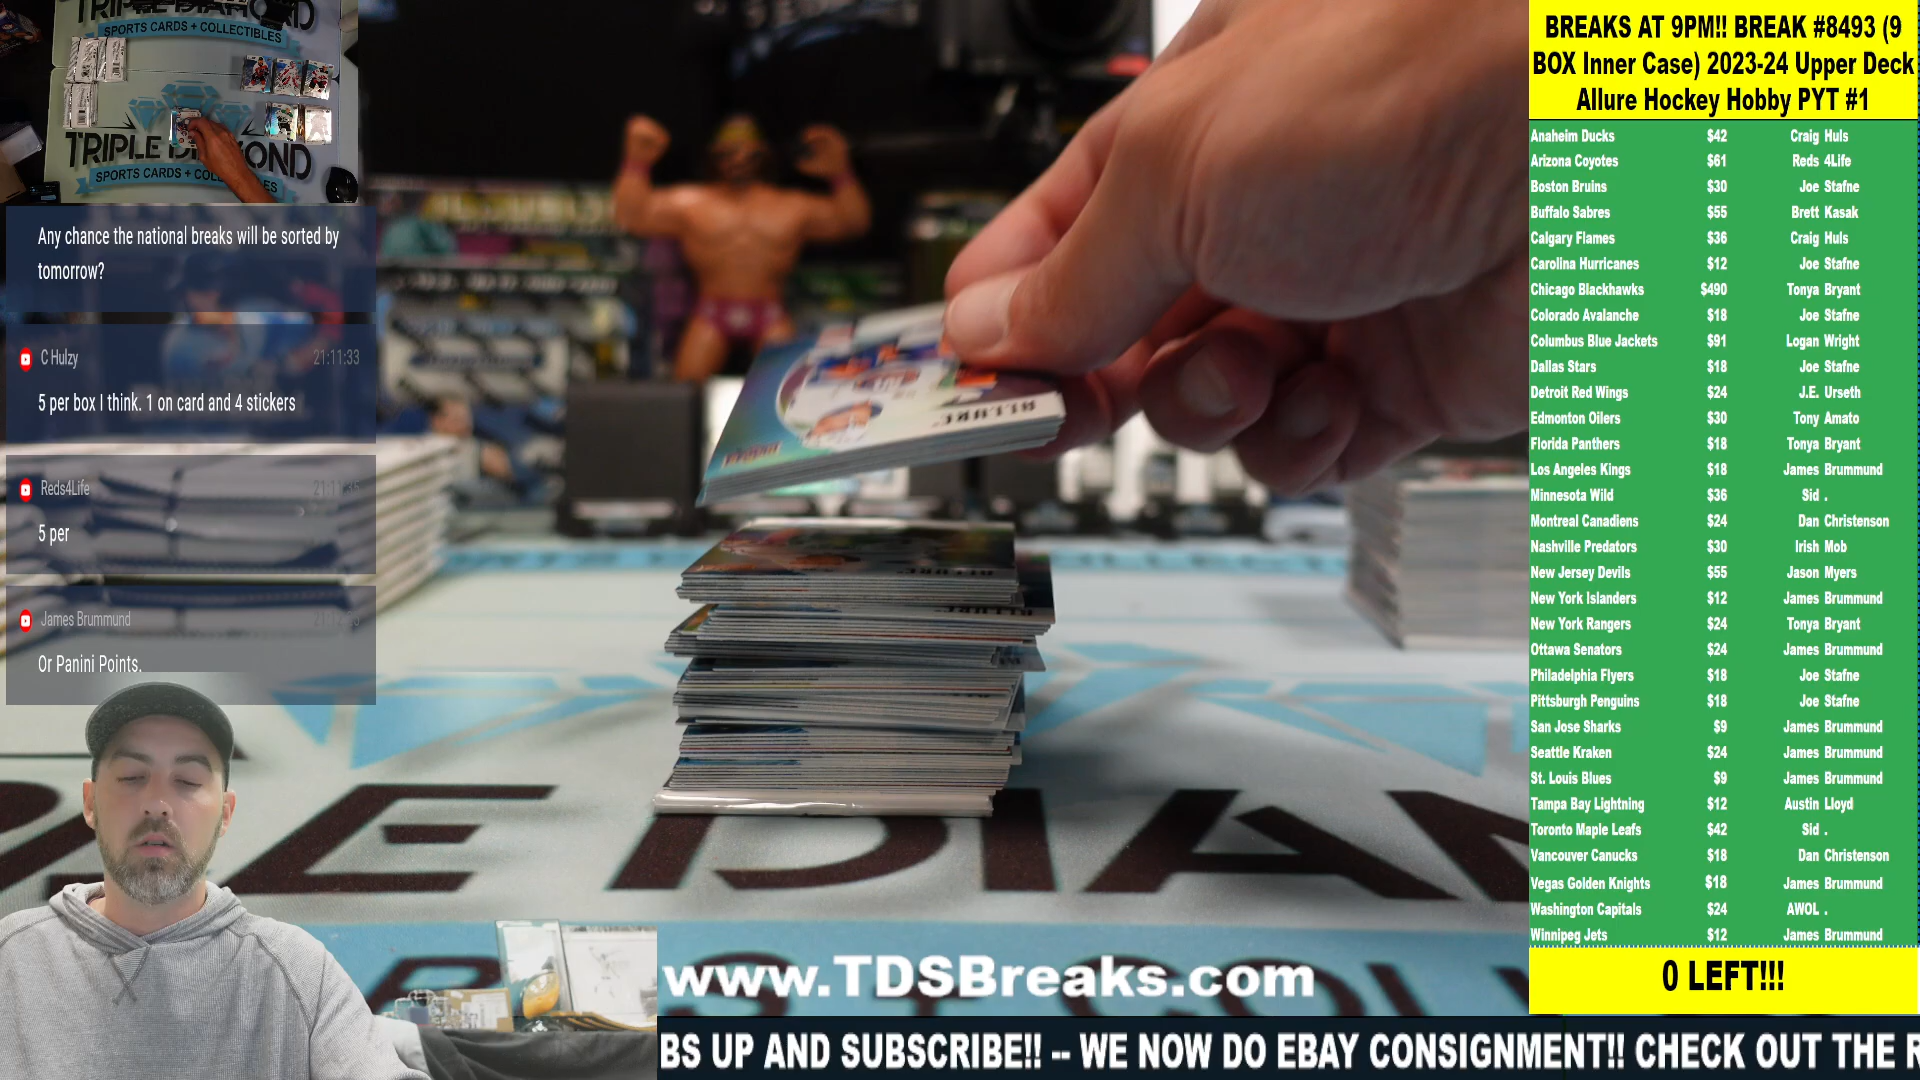 TRIPLE DIAMOND
SPORTS CARDS + COLLECTIBLES
TRIPLE DIAMOND
SPORTS CARDS + COLLECTIBLES
Any chance the national breaks will be sorted by
tomorrow?
C Hulzy 21:11:33
5 per box I think. 1 on card and 4 stickers
Reds4Life
5 per
James Brummund
Or Panini Points.
ALLURE
www.TDSBreaks.com
BS UP AND SUBSCRIBE!! -- WE NOW DO EBAY CONSIGNMENT!! CHECK OUT THE R
BREAKS AT 9PM!! BREAK #8493 (9
BOX Inner Case) 2023-24 Upper Deck
Allure Hockey Hobby PYT #1
Anaheim Ducks $42 Craig Huls
Arizona Coyotes $61 Reds 4Life
Boston Bruins $30 Joe Stafne
Buffalo Sabres $55 Brett Kasak
Calgary Flames $36 Craig Huls
Carolina Hurricanes $12 Joe Stafne
Chicago Blackhawks $490 Tonya Bryant
Colorado Avalanche $18 Joe Stafne
Columbus Blue Jackets $91 Logan Wright
Dallas Stars $18 Joe Stafne
Detroit Red Wings $24 J.E. Urseth
Edmonton Oilers $30 Tony Amato
Florida Panthers $18 Tonya Bryant
Los Angeles Kings $18 James Brummund
Minnesota Wild $36 Sid .
Montreal Canadiens $24 Dan Christenson
Nashville Predators $30 Irish Mob
New Jersey Devils $55 Jason Myers
New York Islanders $12 James Brummund
New York Rangers $24 Tonya Bryant
Ottawa Senators $24 James Brummund
Philadelphia Flyers $18 Joe Stafne
Pittsburgh Penguins $18 Joe Stafne
San Jose Sharks $9 James Brummund
Seattle Kraken $24 James Brummund
St. Louis Blues $9 James Brummund
Tampa Bay Lightning $12 Austin Lloyd
Toronto Maple Leafs $42 Sid .
Vancouver Canucks $18 Dan Christenson
Vegas Golden Knights $18 James Brummund
Washington Capitals $24 AWOL .
Winnipeg Jets $12 James Brummund
0 LEFT!!!